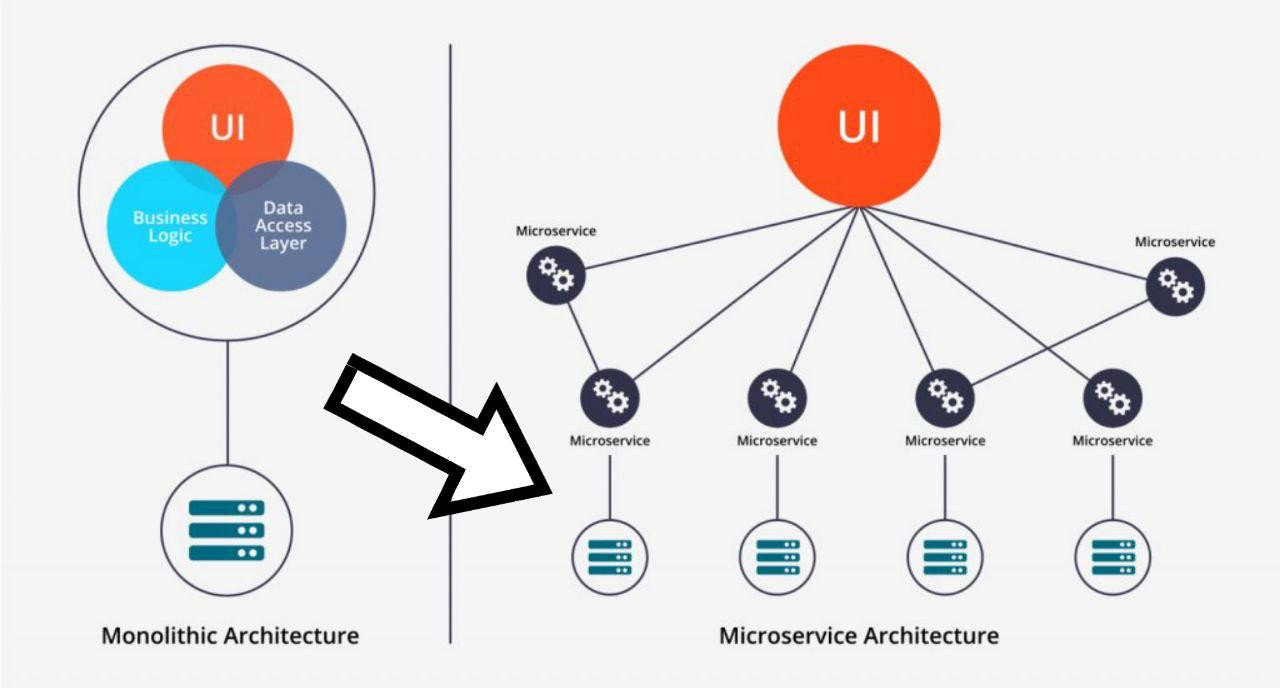 UI
Business
Logic
Data
Access
Layer
Monolithic Architecture
UI
Microservice
Microservice
Microservice
Microservice
Microservice
Microservice
Microservice Architecture